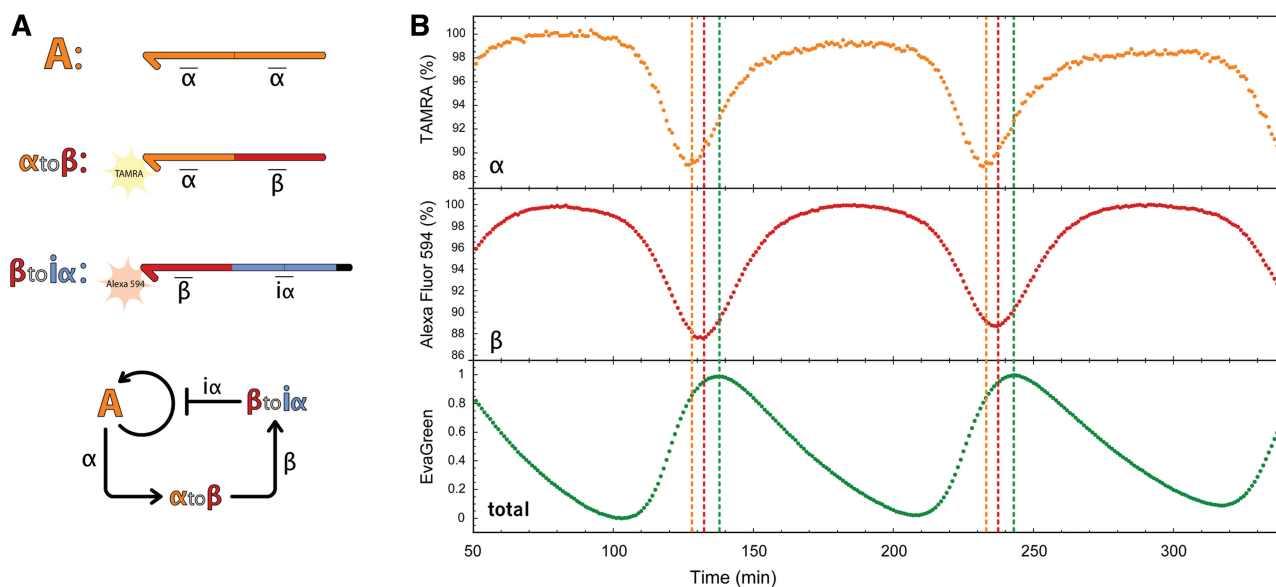 A
A:
α α
αtoβ:
TAMRA
α β
βtoiα:
Alexa 594
β iα
A
iα
βtoiα
α
αtoβ
β
B
TAMRA (%)
100
98
96
94
92
90
88
α
Alexa Fluor 594 (%)
100
98
96
94
92
90
88
86
β
EvaGreen
1
0.8
0.6
0.4
0.2
0
total
50 100 150 200 250 300
Time (min)